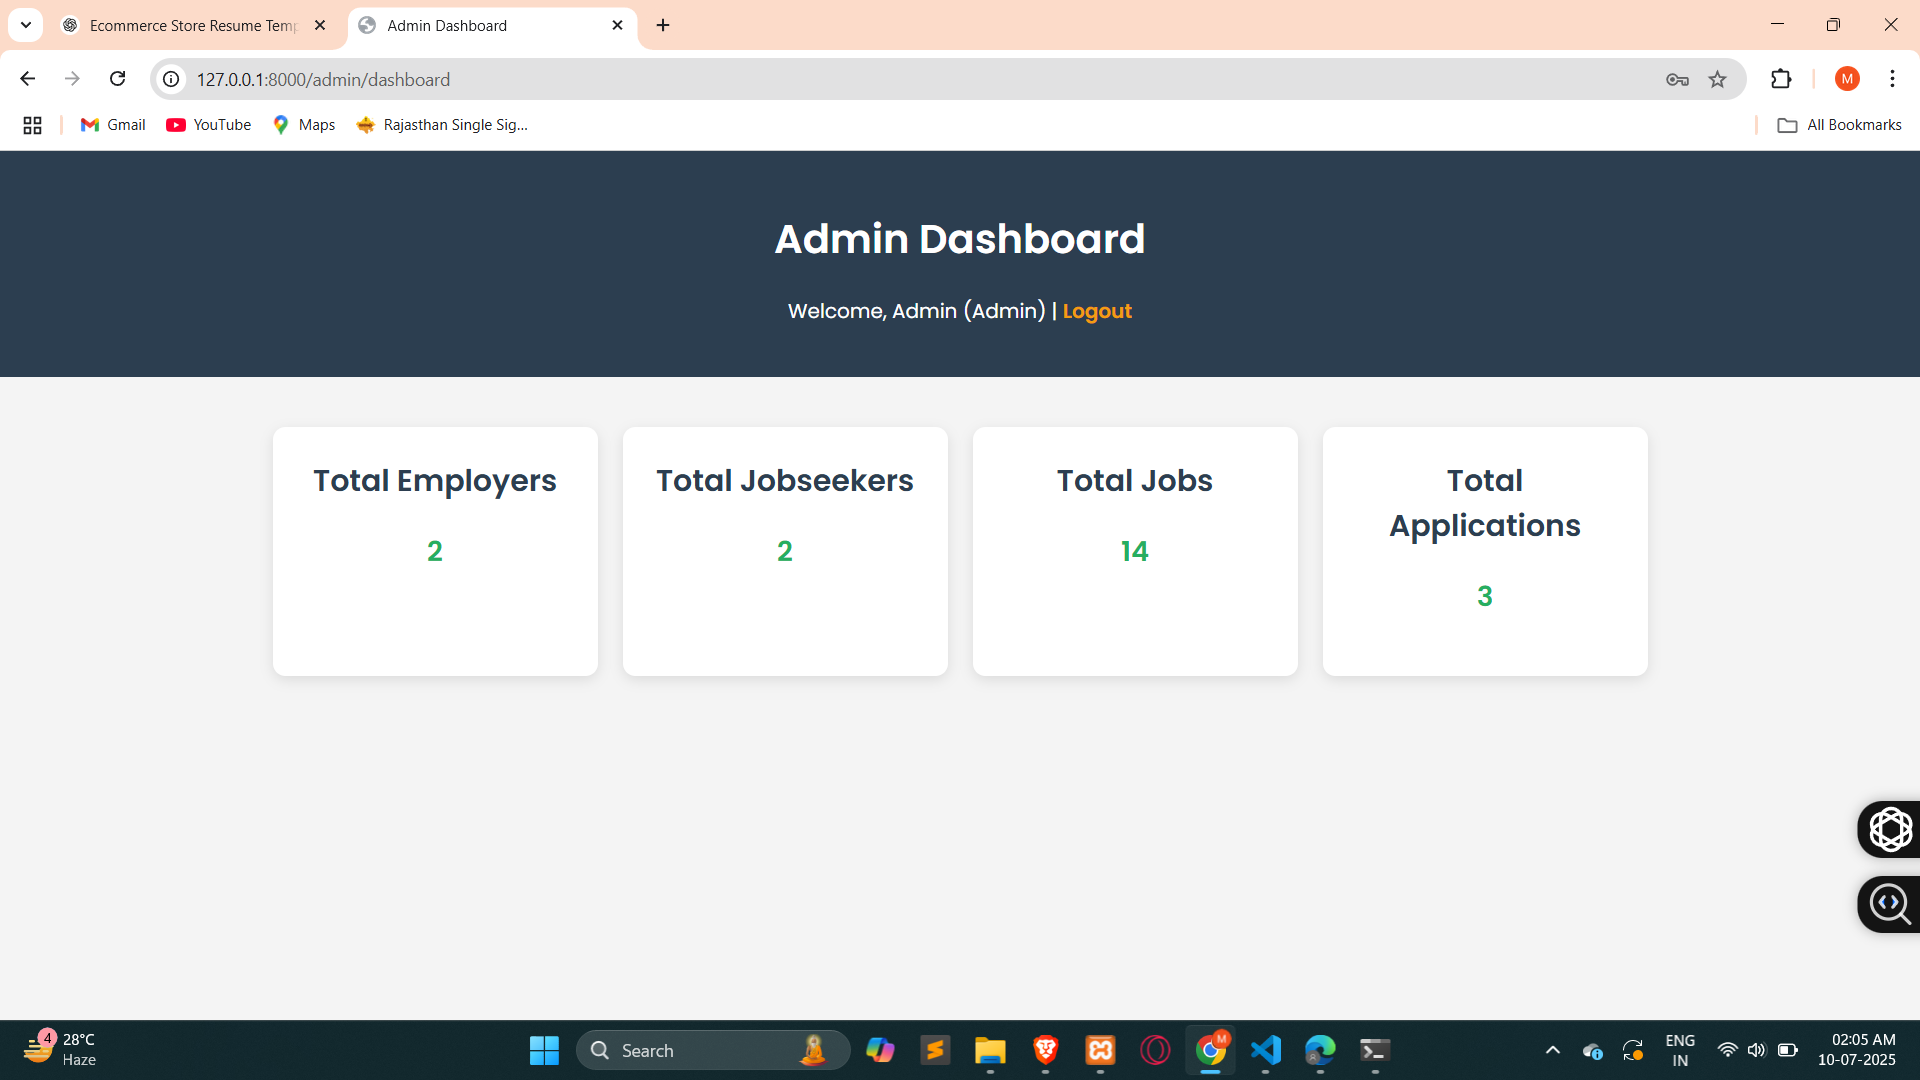 Ecommerce Store Resume Temp
Admin Dashboard
127.0.0.1:8000/admin/dashboard
M
Gmail
YouTube
Maps
Rajasthan Single Sig...
All Bookmarks
Admin Dashboard
Welcome, Admin (Admin) | Logout
Total Employers
2
Total Jobseekers
2
Total Jobs
14
Total
Applications
3
4
28°C
Haze
Search
M
ENG
IN
02:05 AM
10-07-2025